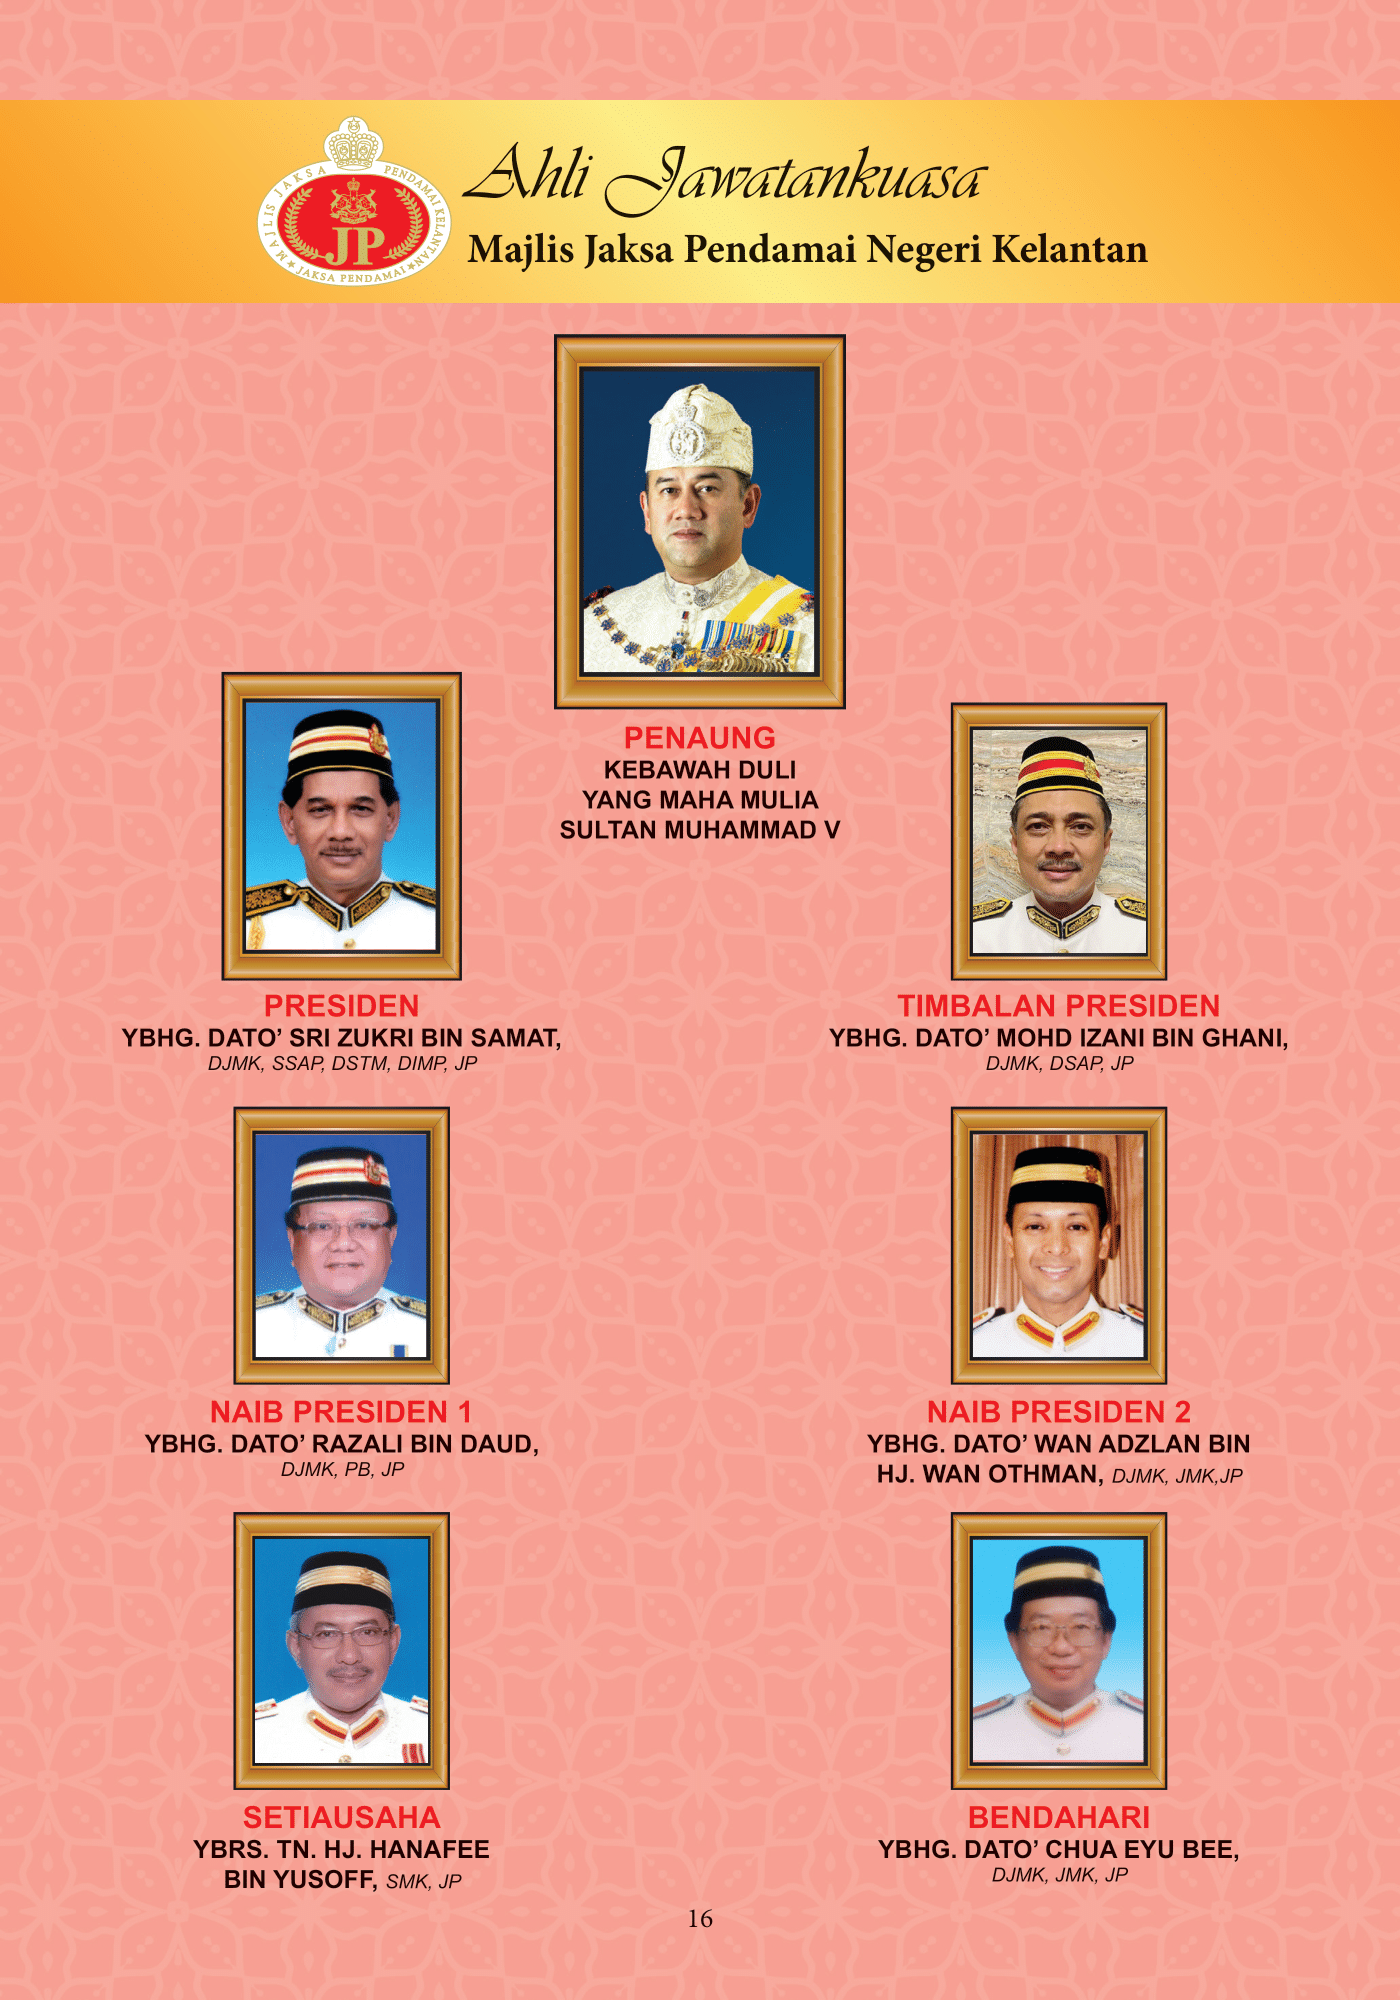 MAJLIS JAKSA PENDAMAI KELANTAN
JP
★ JAKSA PENDAMAI ★
Ahli Jawatankuasa
Majlis Jaksa Pendamai Negeri Kelantan
PENAUNG
KEBAWAH DULI
YANG MAHA MULIA
SULTAN MUHAMMAD V
PRESIDEN
YBHG. DATO’ SRI ZUKRI BIN SAMAT,
DJMK, SSAP, DSTM, DIMP, JP
TIMBALAN PRESIDEN
YBHG. DATO’ MOHD IZANI BIN GHANI,
DJMK, DSAP, JP
NAIB PRESIDEN 1
YBHG. DATO’ RAZALI BIN DAUD,
DJMK, PB, JP
NAIB PRESIDEN 2
YBHG. DATO’ WAN ADZLAN BIN
HJ. WAN OTHMAN, DJMK, JMK,JP
SETIAUSAHA
YBRS. TN. HJ. HANAFEE
BIN YUSOFF, SMK, JP
BENDAHARI
YBHG. DATO’ CHUA EYU BEE,
DJMK, JMK, JP
16